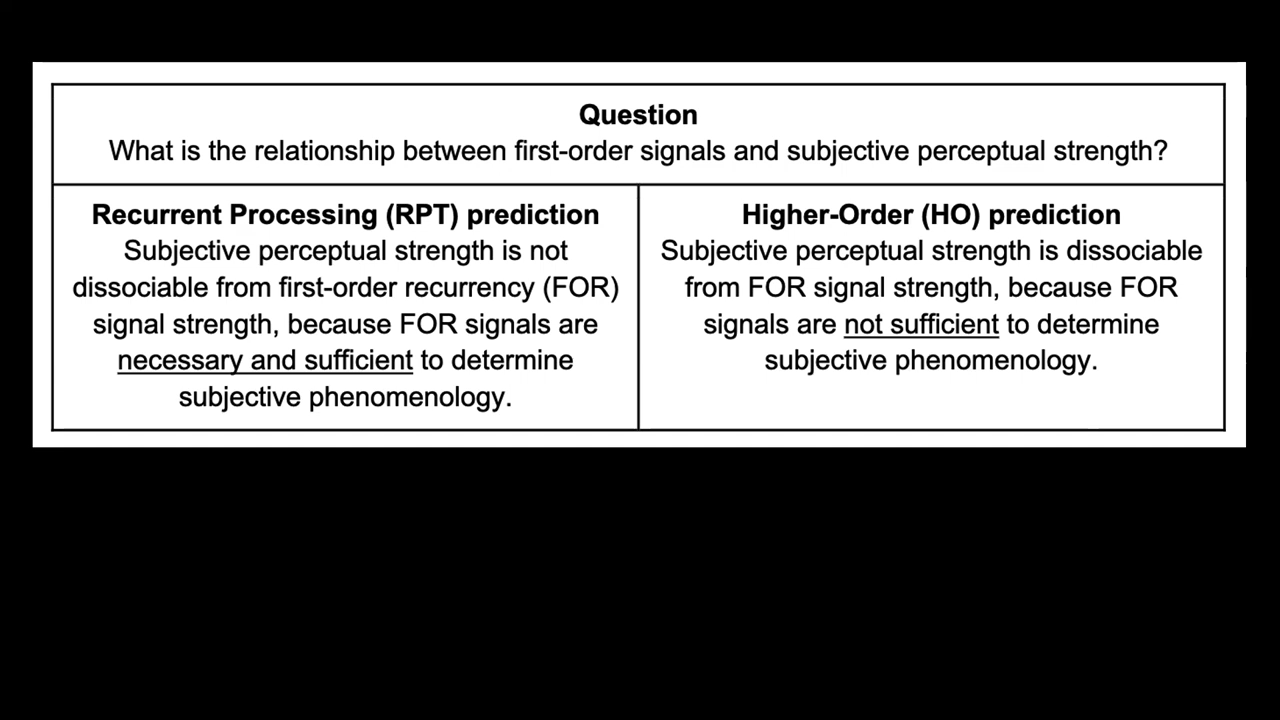 Question
What is the relationship between first-order signals and subjective perceptual strength?
Recurrent Processing (RPT) prediction
Subjective perceptual strength is not
dissociable from first-order recurrency (FOR)
signal strength, because FOR signals are
necessary and sufficient to determine
subjective phenomenology.
Higher-Order (HO) prediction
Subjective perceptual strength is dissociable
from FOR signal strength, because FOR
signals are not sufficient to determine
subjective phenomenology.